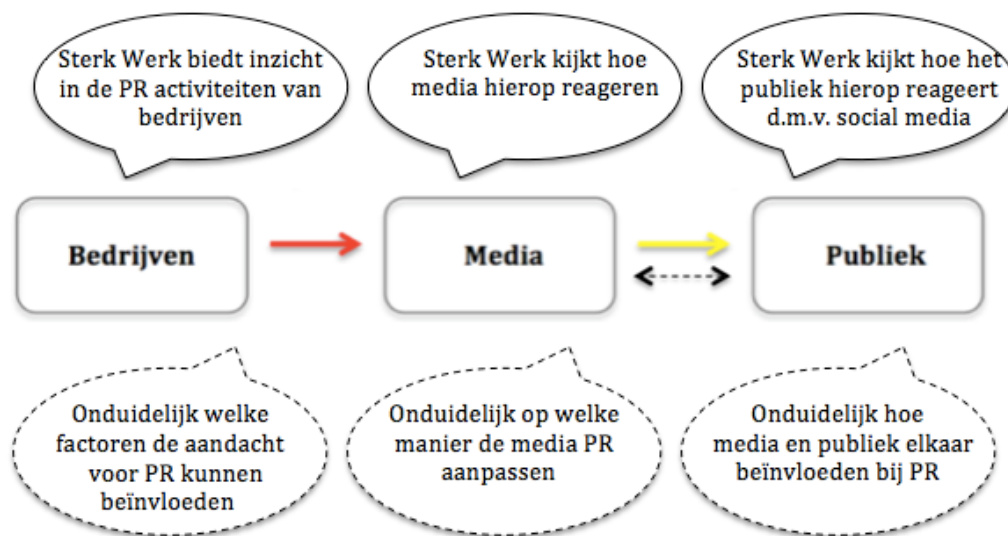 Sterk Werk biedt inzicht
in de PR activiteiten van
bedrijven
Sterk Werk kijkt hoe
media hierop reageren
Sterk Werk kijkt hoe het
publiek hierop reageert
d.m.v. social media
Bedrijven
Media
Publiek
Onduidelijk welke
factoren de aandacht
voor PR kunnen
beïnvloeden
Onduidelijk op welke
manier de media PR
aanpassen
Onduidelijk hoe
media en publiek elkaar
beïnvloeden bij PR